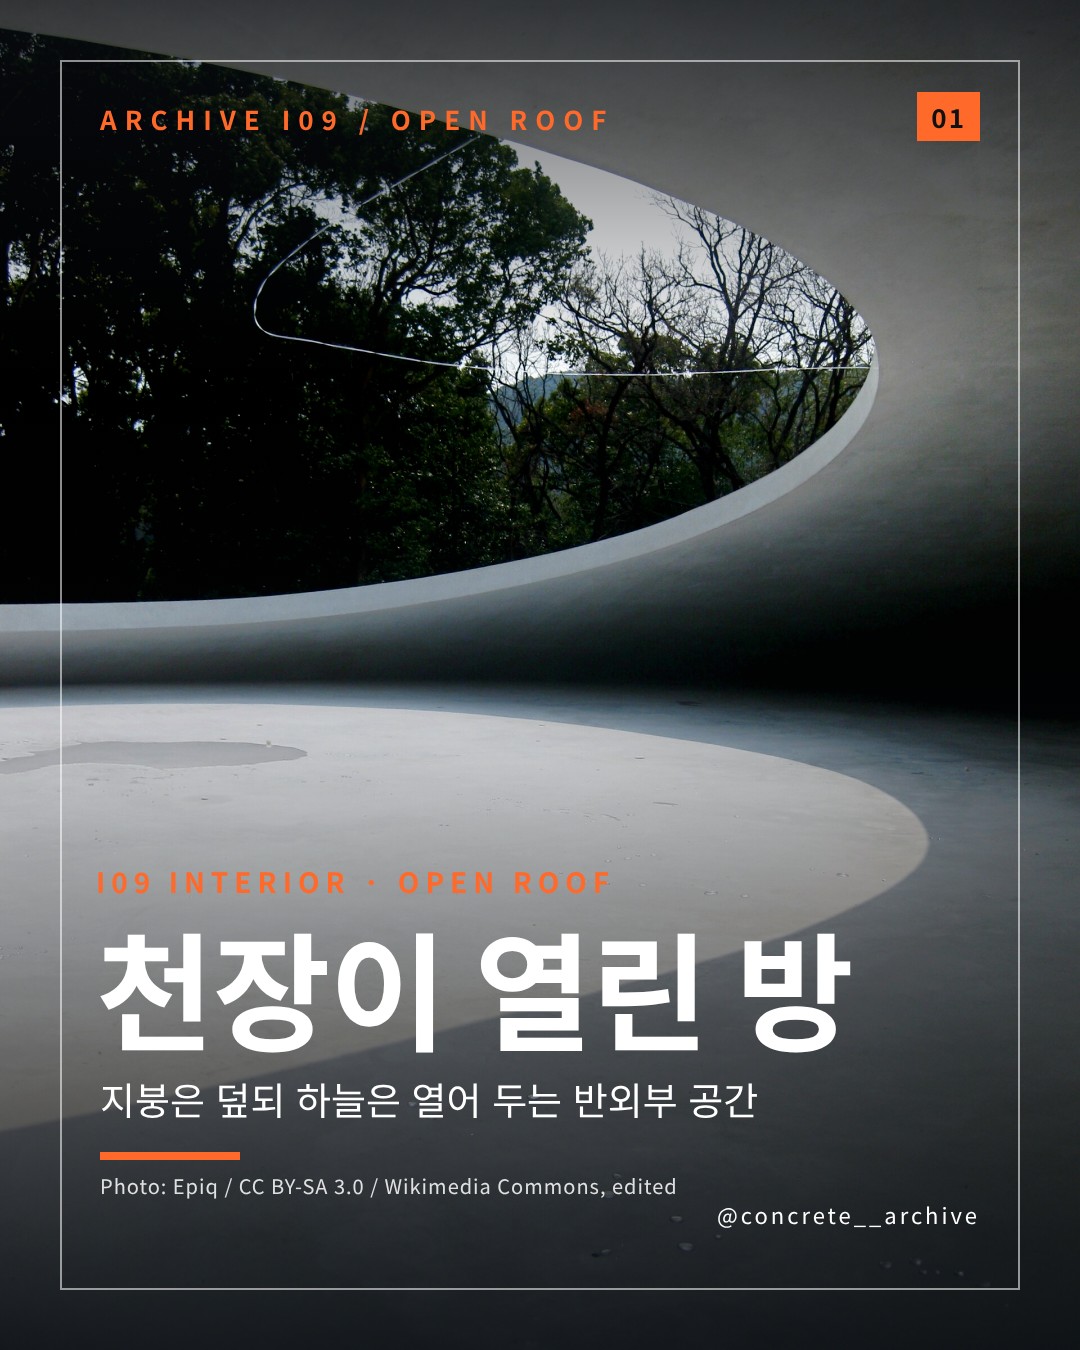 ARCHIVE I09 / OPEN ROOF
01
I09 INTERIOR · OPEN ROOF
천장이 열린 방
지붕은 덮되 하늘은 열어 두는 반외부 공간
Photo: Epiq / CC BY-SA 3.0 / Wikimedia Commons, edited
@concrete__archive